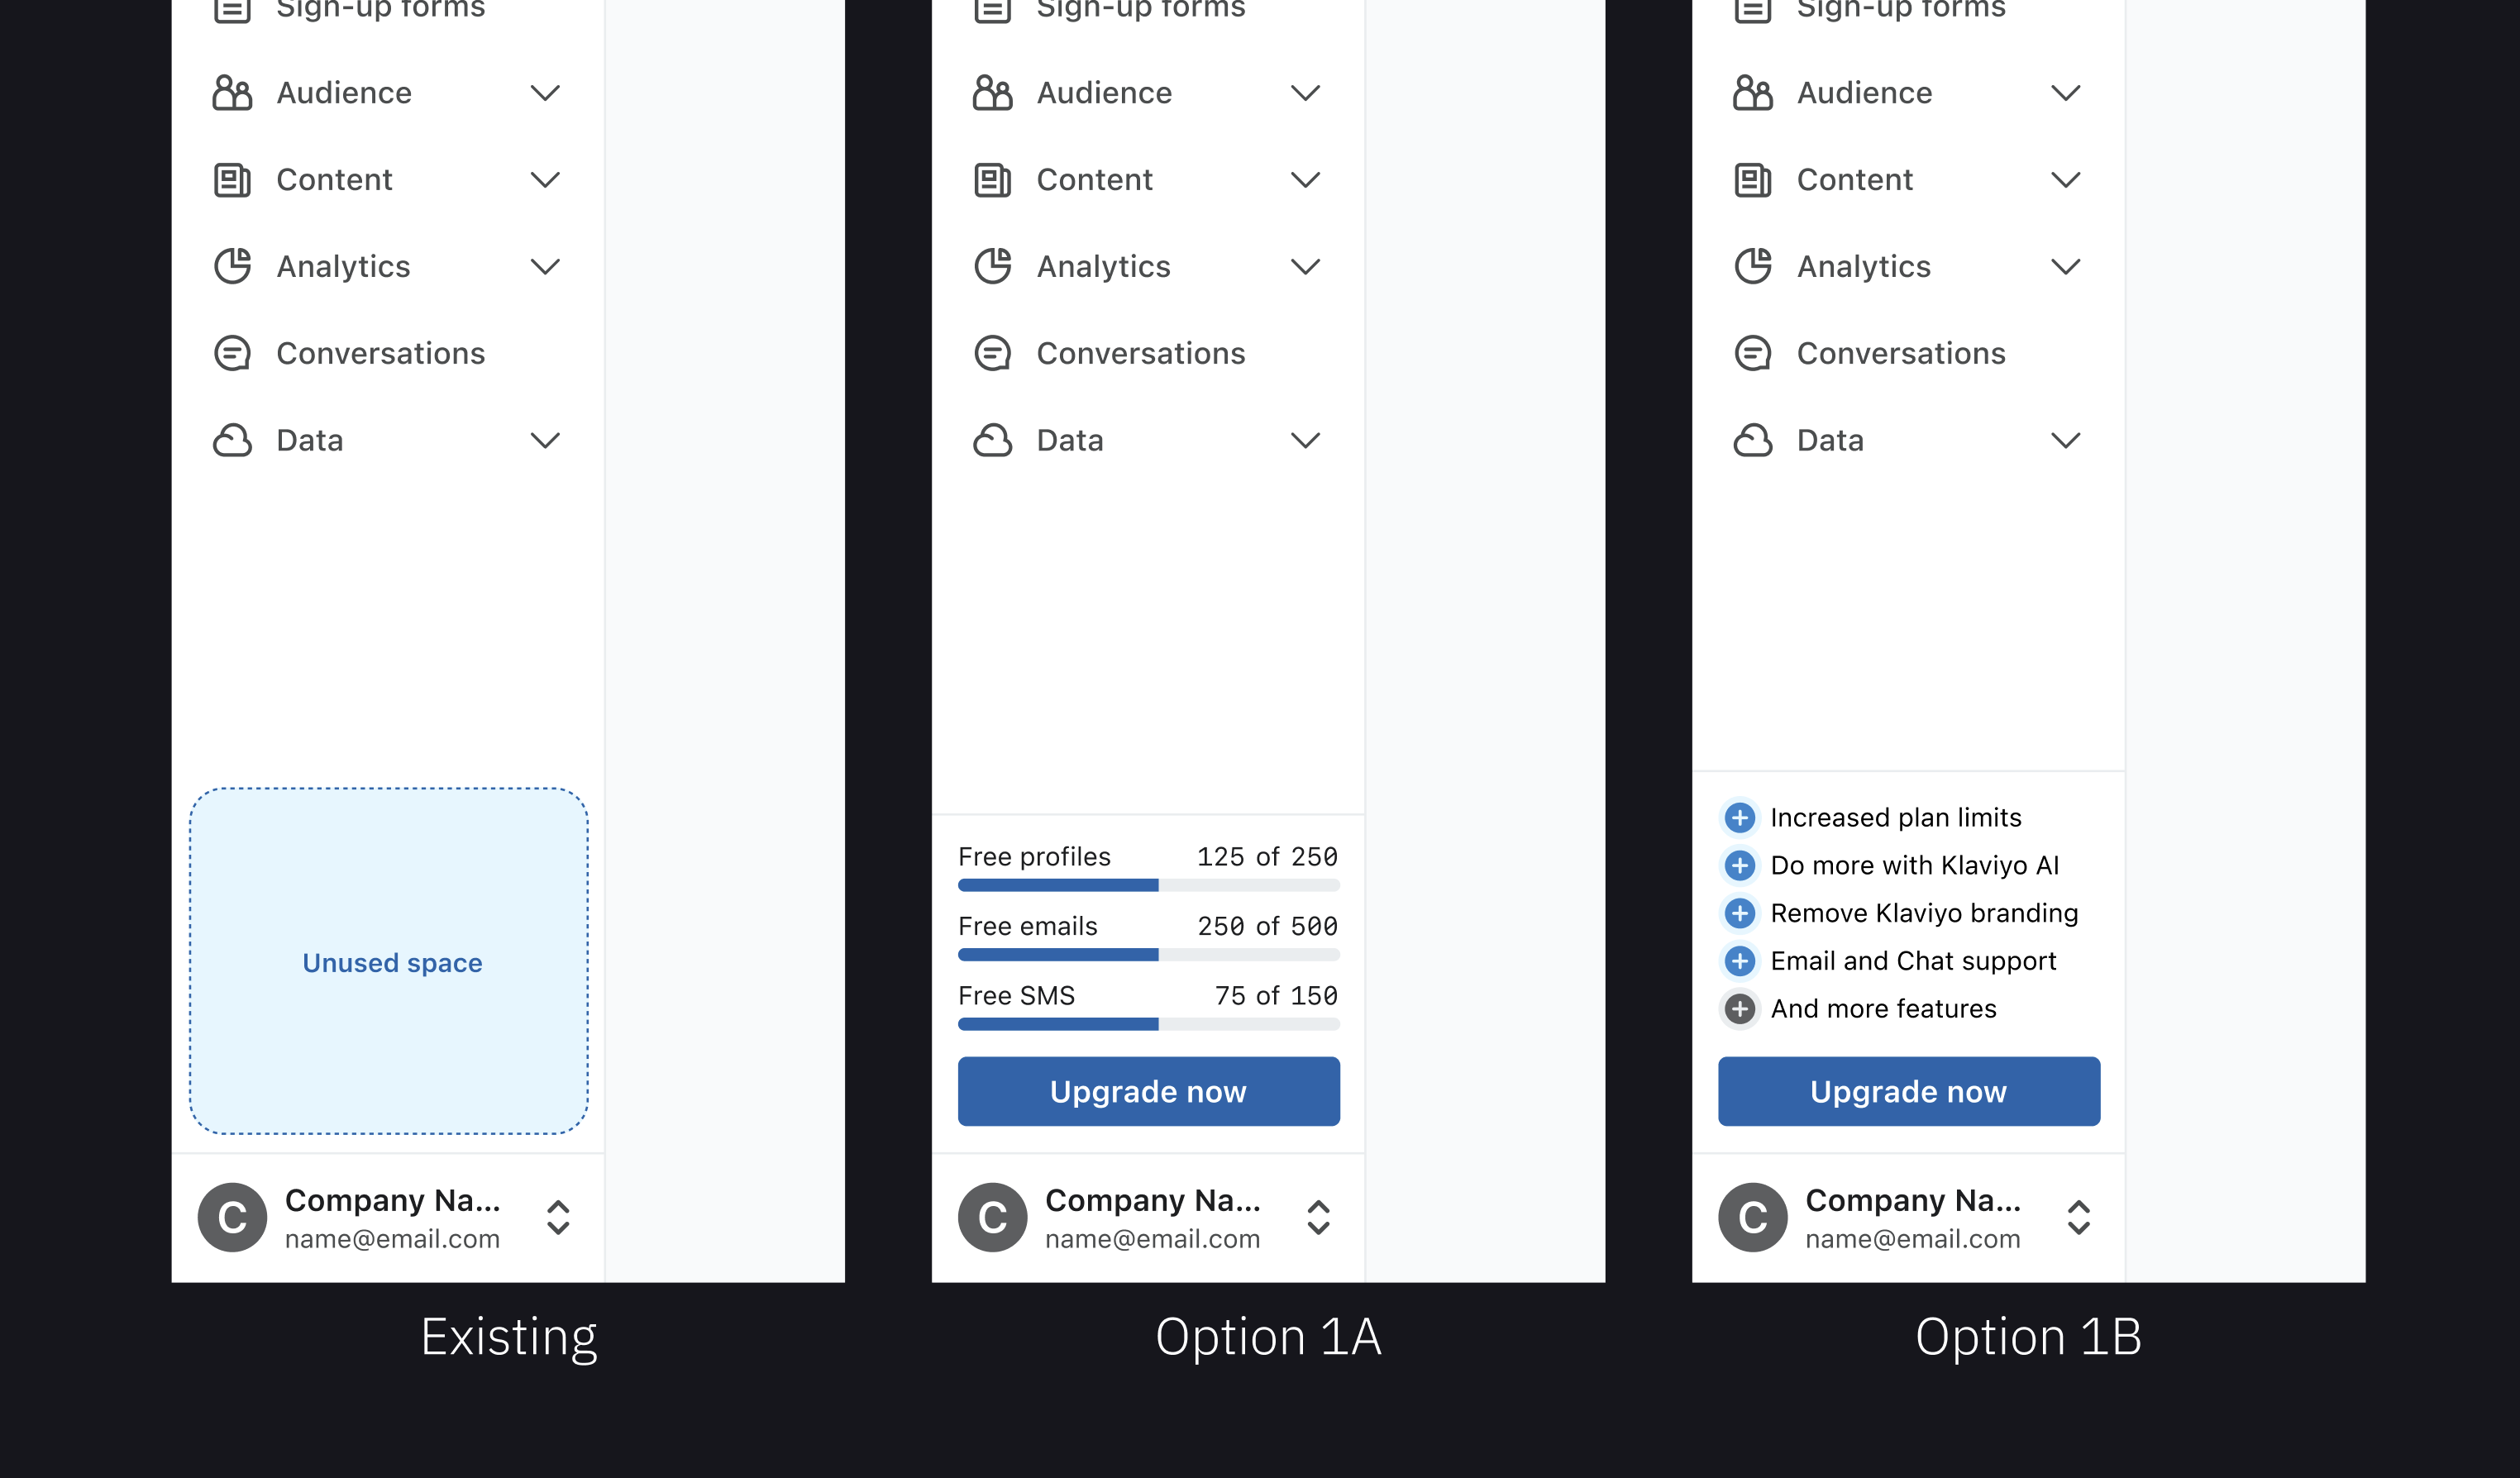 Sign-up forms
Audience
Content
Analytics
Conversations
Data
Unused space
C
Company Na...
name@email.com
Existing
Sign-up forms
Audience
Content
Analytics
Conversations
Data
Free profiles 125 of 250
Free emails 250 of 500
Free SMS 75 of 150
Upgrade now
C
Company Na...
name@email.com
Option 1A
Sign-up forms
Audience
Content
Analytics
Conversations
Data
Increased plan limits
Do more with Klaviyo AI
Remove Klaviyo branding
Email and Chat support
And more features
Upgrade now
C
Company Na...
name@email.com
Option 1B